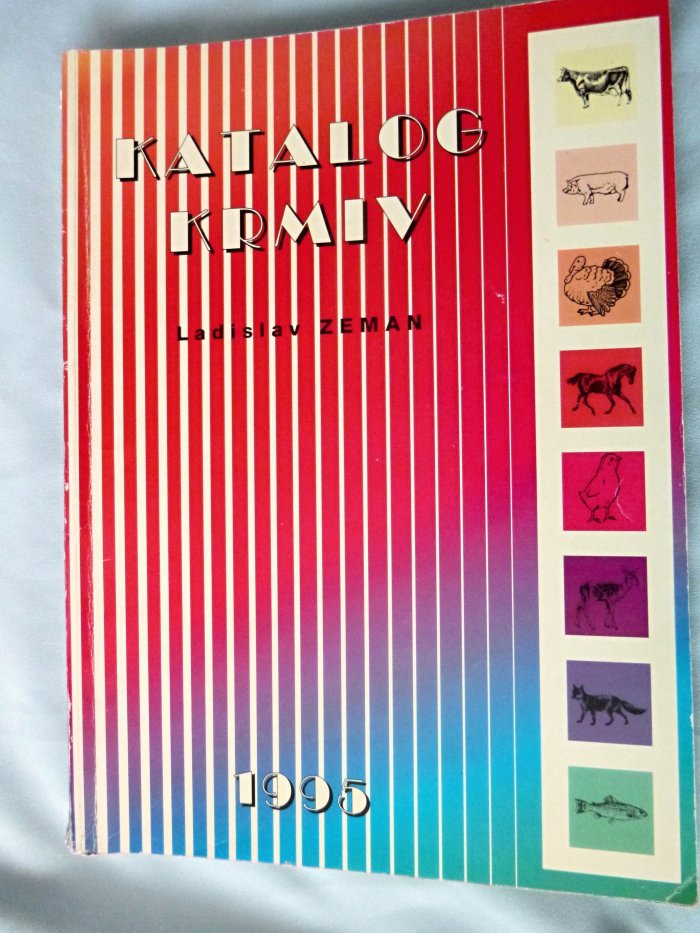 KATALOG
KRMIV
Ladislav ZEMAN
1995